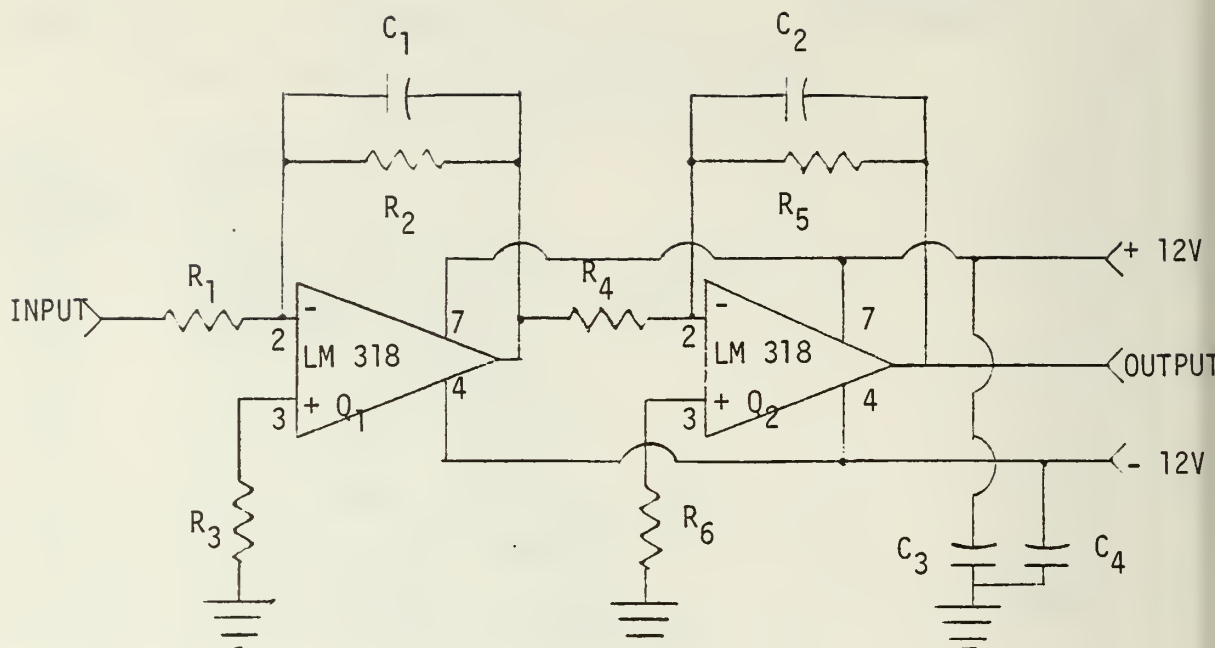 C1
C2
R2
R5
+ 12V
R4
INPUT
R1
-
-
2
7
2
7
LM 318
LM 318
OUTPUT
4
4
3
+ Q1
3
+ Q2
- 12V
R3
R6
C3
C4